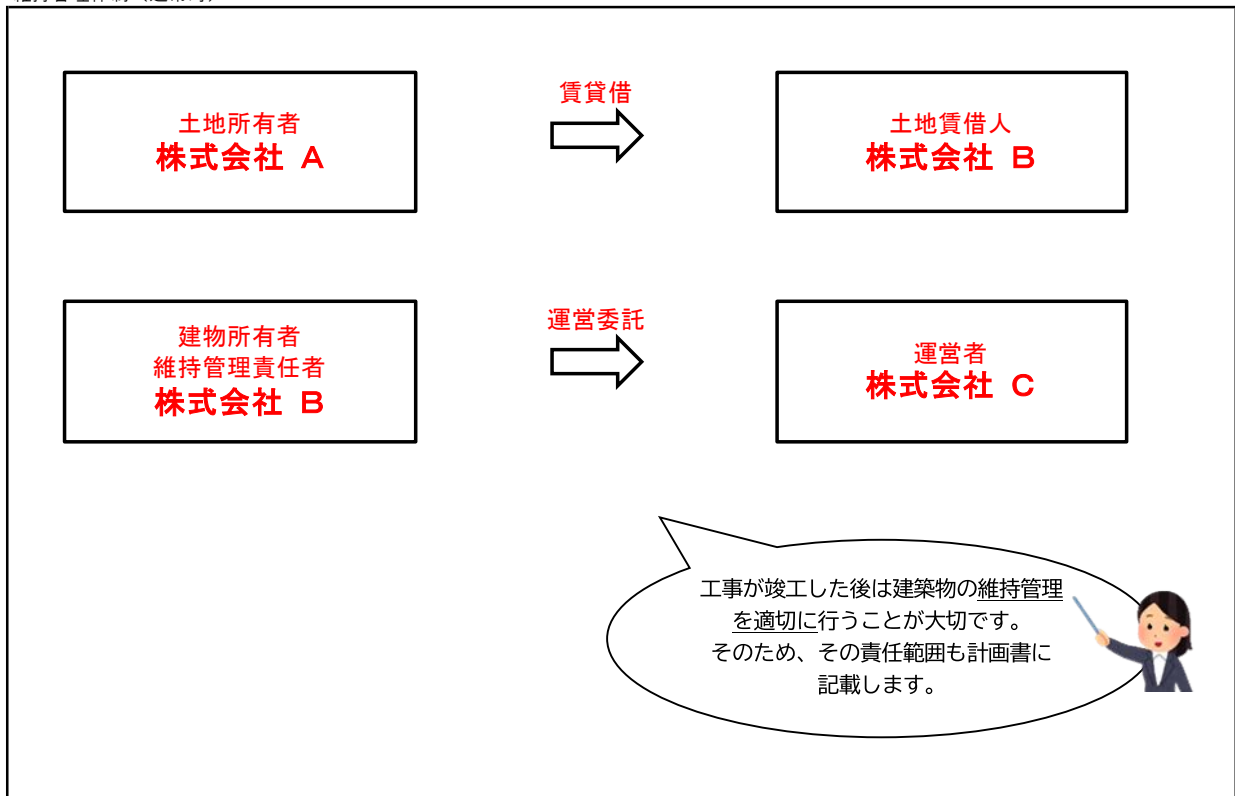 土地所有者
株式会社 A
賃貸借
土地賃借人
株式会社 B
建物所有者
維持管理責任者
株式会社 B
運営委託
運営者
株式会社 C
工事が竣工した後は建築物の維持管理
を適切に行うことが大切です。
そのため、その責任範囲も計画書に
記載します。